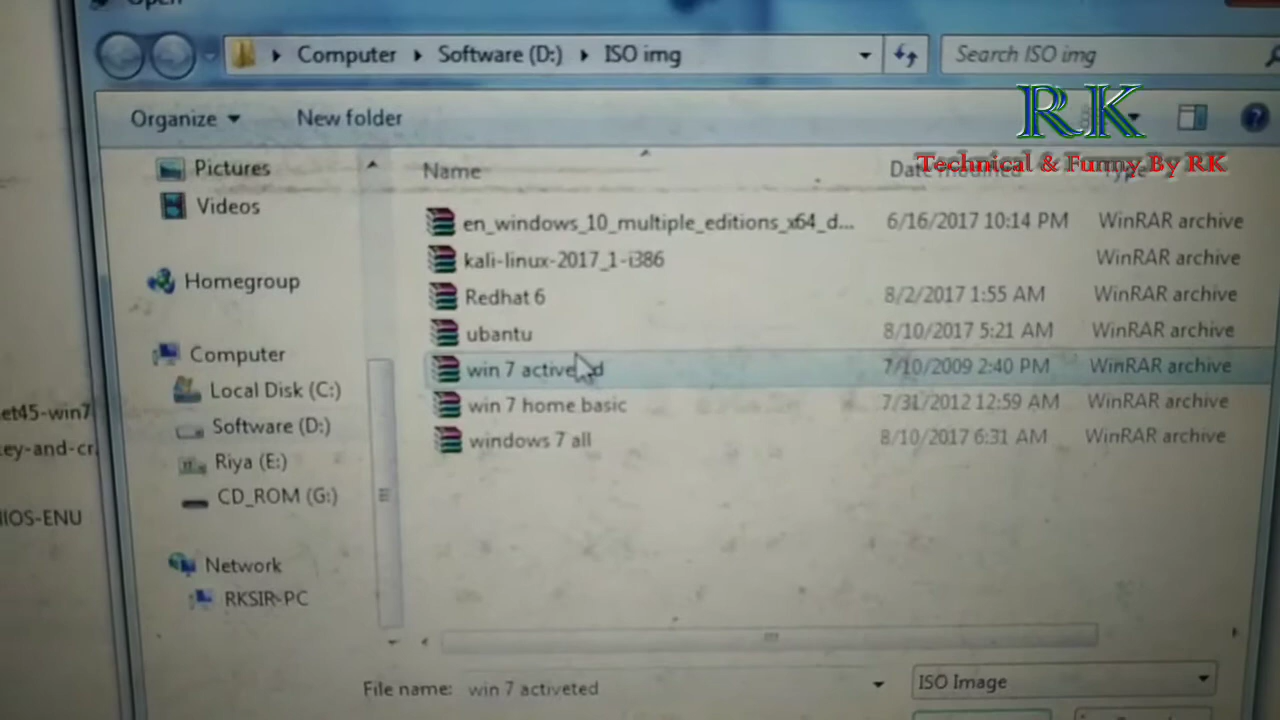 Open
Computer Software (D:) ISO img
Search ISO img
Organize New folder
RK
Technical & Funny By RK
Pictures
Videos
Homegroup
Computer
Local Disk (C:)
Software (D:)
Riya (E:)
CD_ROM (G:)
Network
RKSIR-PC
Name Date modified Type
en_windows_10_multiple_editions_x64_d... 6/16/2017 10:14 PM WinRAR archive
kali-linux-2017_1-i386 WinRAR archive
Redhat 6 8/2/2017 1:55 AM WinRAR archive
ubantu 8/10/2017 5:21 AM WinRAR archive
win 7 activeted 7/10/2009 2:40 PM WinRAR archive
win 7 home basic 7/31/2012 12:59 AM WinRAR archive
windows 7 all 8/10/2017 6:31 AM WinRAR archive
et45-win7
ey-and-cr
IIOS-ENU
File name: win 7 activeted
ISO Image